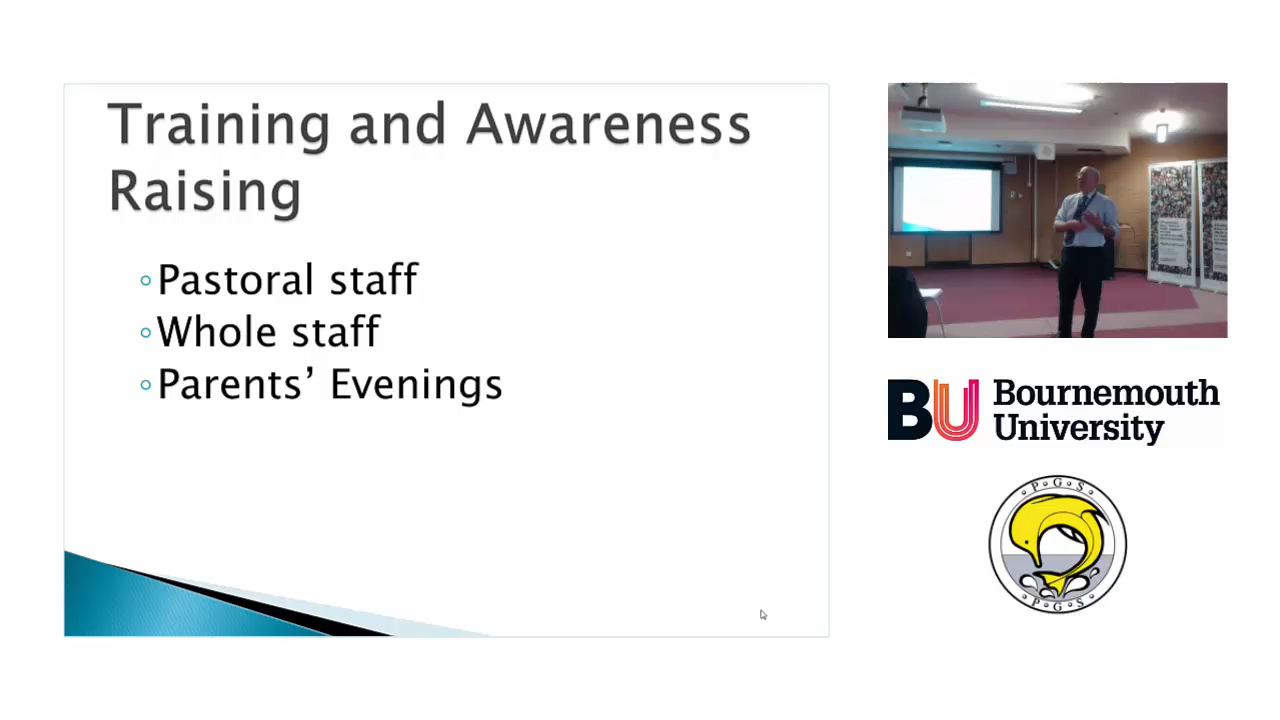 Training and Awareness
Raising
Pastoral staff
Whole staff
Parents’ Evenings
BU Bournemouth
University
P.G.S.
P.G.S.